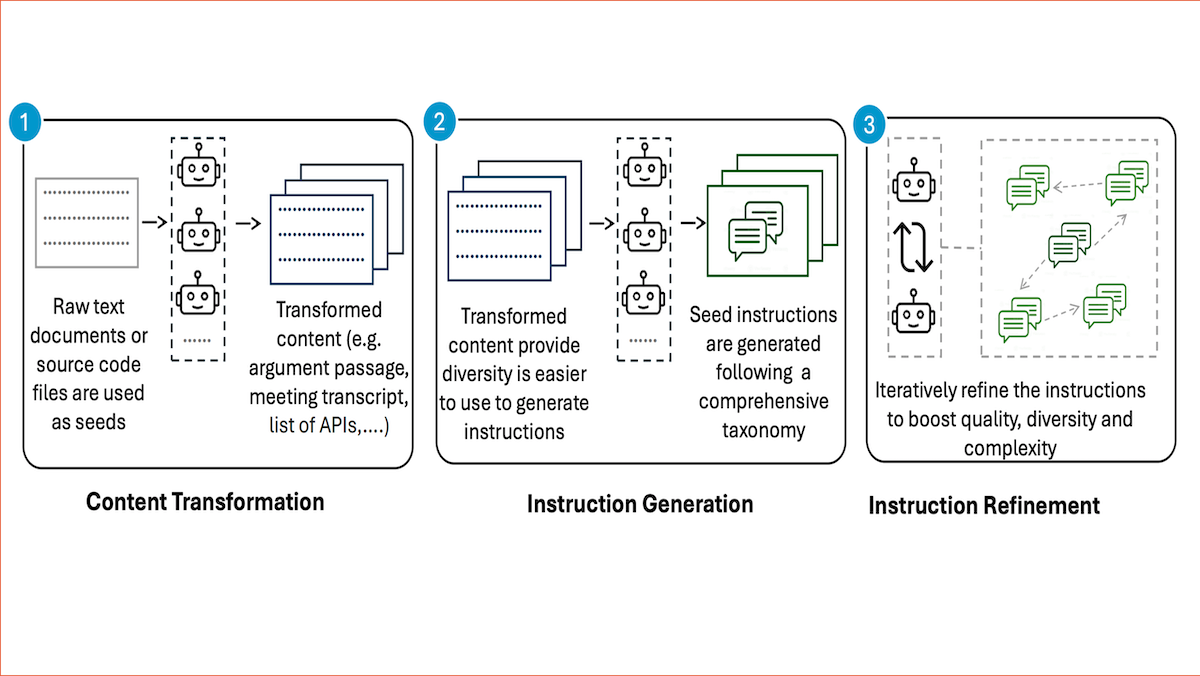 1
Raw text
documents or
source code
files are used
as seeds
Transformed
content (e.g.
argument passage,
meeting transcript,
list of APIs,....)
Content Transformation
2
Transformed
content provide
diversity is easier
to use to generate
instructions
Seed instructions
are generated
following a
comprehensive
taxonomy
Instruction Generation
3
Iteratively refine the instructions
to boost quality, diversity and
complexity
Instruction Refinement